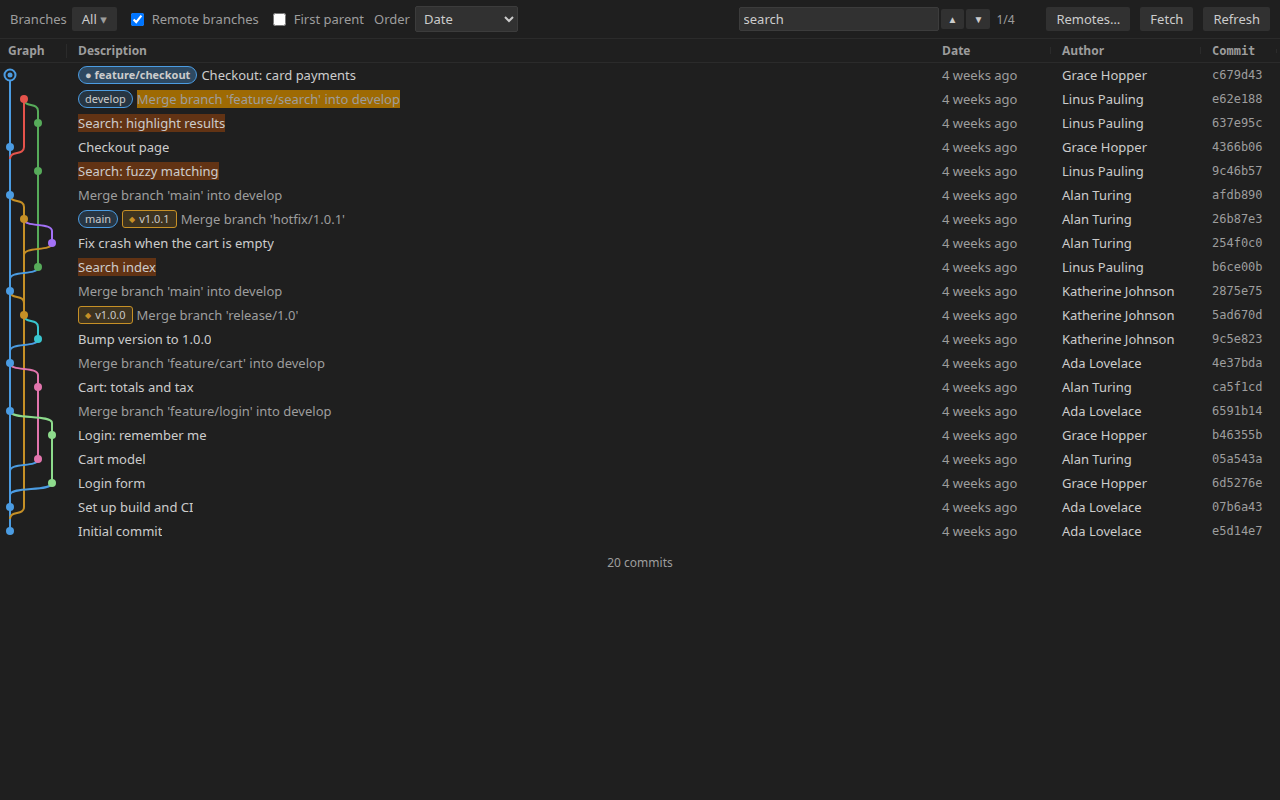 Branches All ▾ Remote branches First parent Order Date search ▲ ▼ 1/4 Remotes... Fetch Refresh
Graph Description Date Author Commit
● feature/checkout Checkout: card payments 4 weeks ago Grace Hopper c679d43
develop Merge branch 'feature/search' into develop 4 weeks ago Linus Pauling e62e188
Search: highlight results 4 weeks ago Linus Pauling 637e95c
Checkout page 4 weeks ago Grace Hopper 4366b06
Search: fuzzy matching 4 weeks ago Linus Pauling 9c46b57
Merge branch 'main' into develop 4 weeks ago Alan Turing afdb890
main ◆ v1.0.1 Merge branch 'hotfix/1.0.1' 4 weeks ago Alan Turing 26b87e3
Fix crash when the cart is empty 4 weeks ago Alan Turing 254f0c0
Search index 4 weeks ago Linus Pauling b6ce00b
Merge branch 'main' into develop 4 weeks ago Katherine Johnson 2875e75
◆ v1.0.0 Merge branch 'release/1.0' 4 weeks ago Katherine Johnson 5ad670d
Bump version to 1.0.0 4 weeks ago Katherine Johnson 9c5e823
Merge branch 'feature/cart' into develop 4 weeks ago Ada Lovelace 4e37bda
Cart: totals and tax 4 weeks ago Alan Turing ca5f1cd
Merge branch 'feature/login' into develop 4 weeks ago Ada Lovelace 6591b14
Login: remember me 4 weeks ago Grace Hopper b46355b
Cart model 4 weeks ago Alan Turing 05a543a
Login form 4 weeks ago Grace Hopper 6d5276e
Set up build and CI 4 weeks ago Ada Lovelace 07b6a43
Initial commit 4 weeks ago Ada Lovelace e5d14e7
20 commits